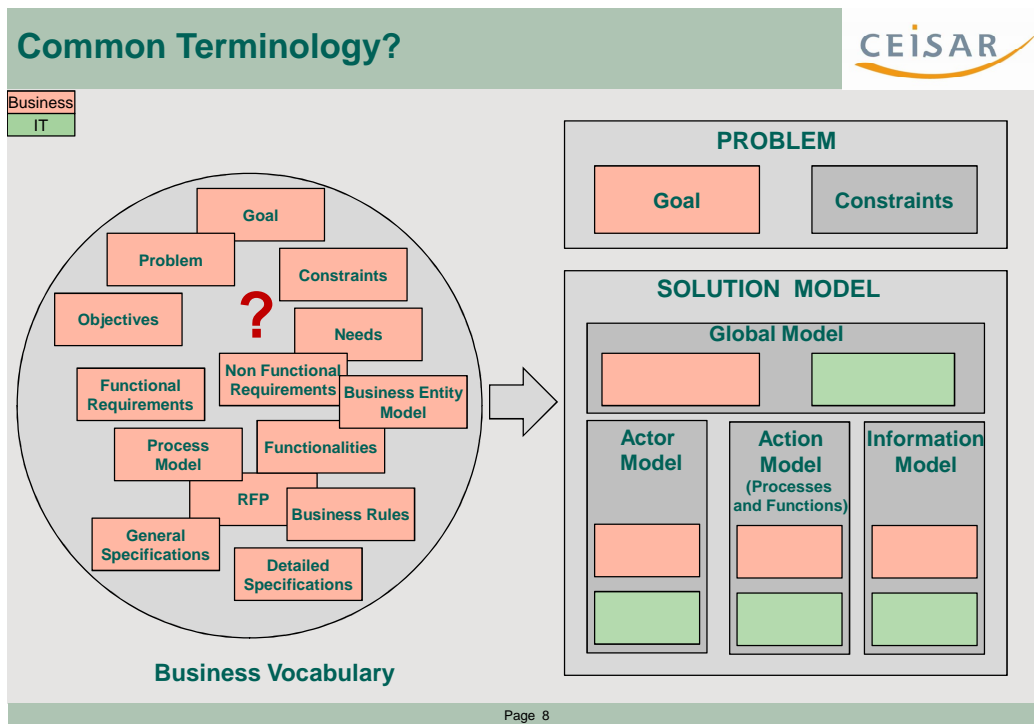 Common Terminology?
CEiSAR
Business
IT
Goal
Problem
Constraints
Objectives
?
Needs
Non Functional
Requirements
Functional
Requirements
Business Entity
Model
Process
Model
Functionalities
RFP
Business Rules
General
Specifications
Detailed
Specifications
Business Vocabulary
PROBLEM
Goal
Constraints
SOLUTION MODEL
Global Model
Actor
Model
Action
Model
(Processes
and Functions)
Information
Model
Page 8